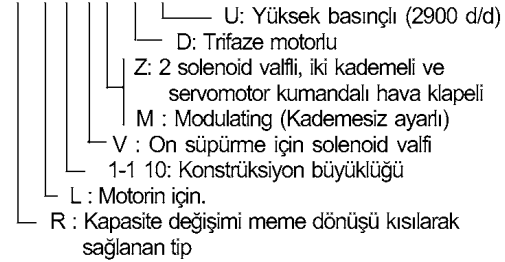 U: Yüksek basınçlı (2900 d/d)
D: Trifaze motorlu
Z: 2 solenoid valfli, iki kademeli ve
servomotor kumandalı hava klapeli
M : Modulating (Kademesiz ayarlı)
V : On süpürme için solenoid valfi
1-1 10: Konstrüksiyon büyüklüğü
L : Motorin için.
R : Kapasite değişimi meme dönüşü kısılarak
sağlanan tip